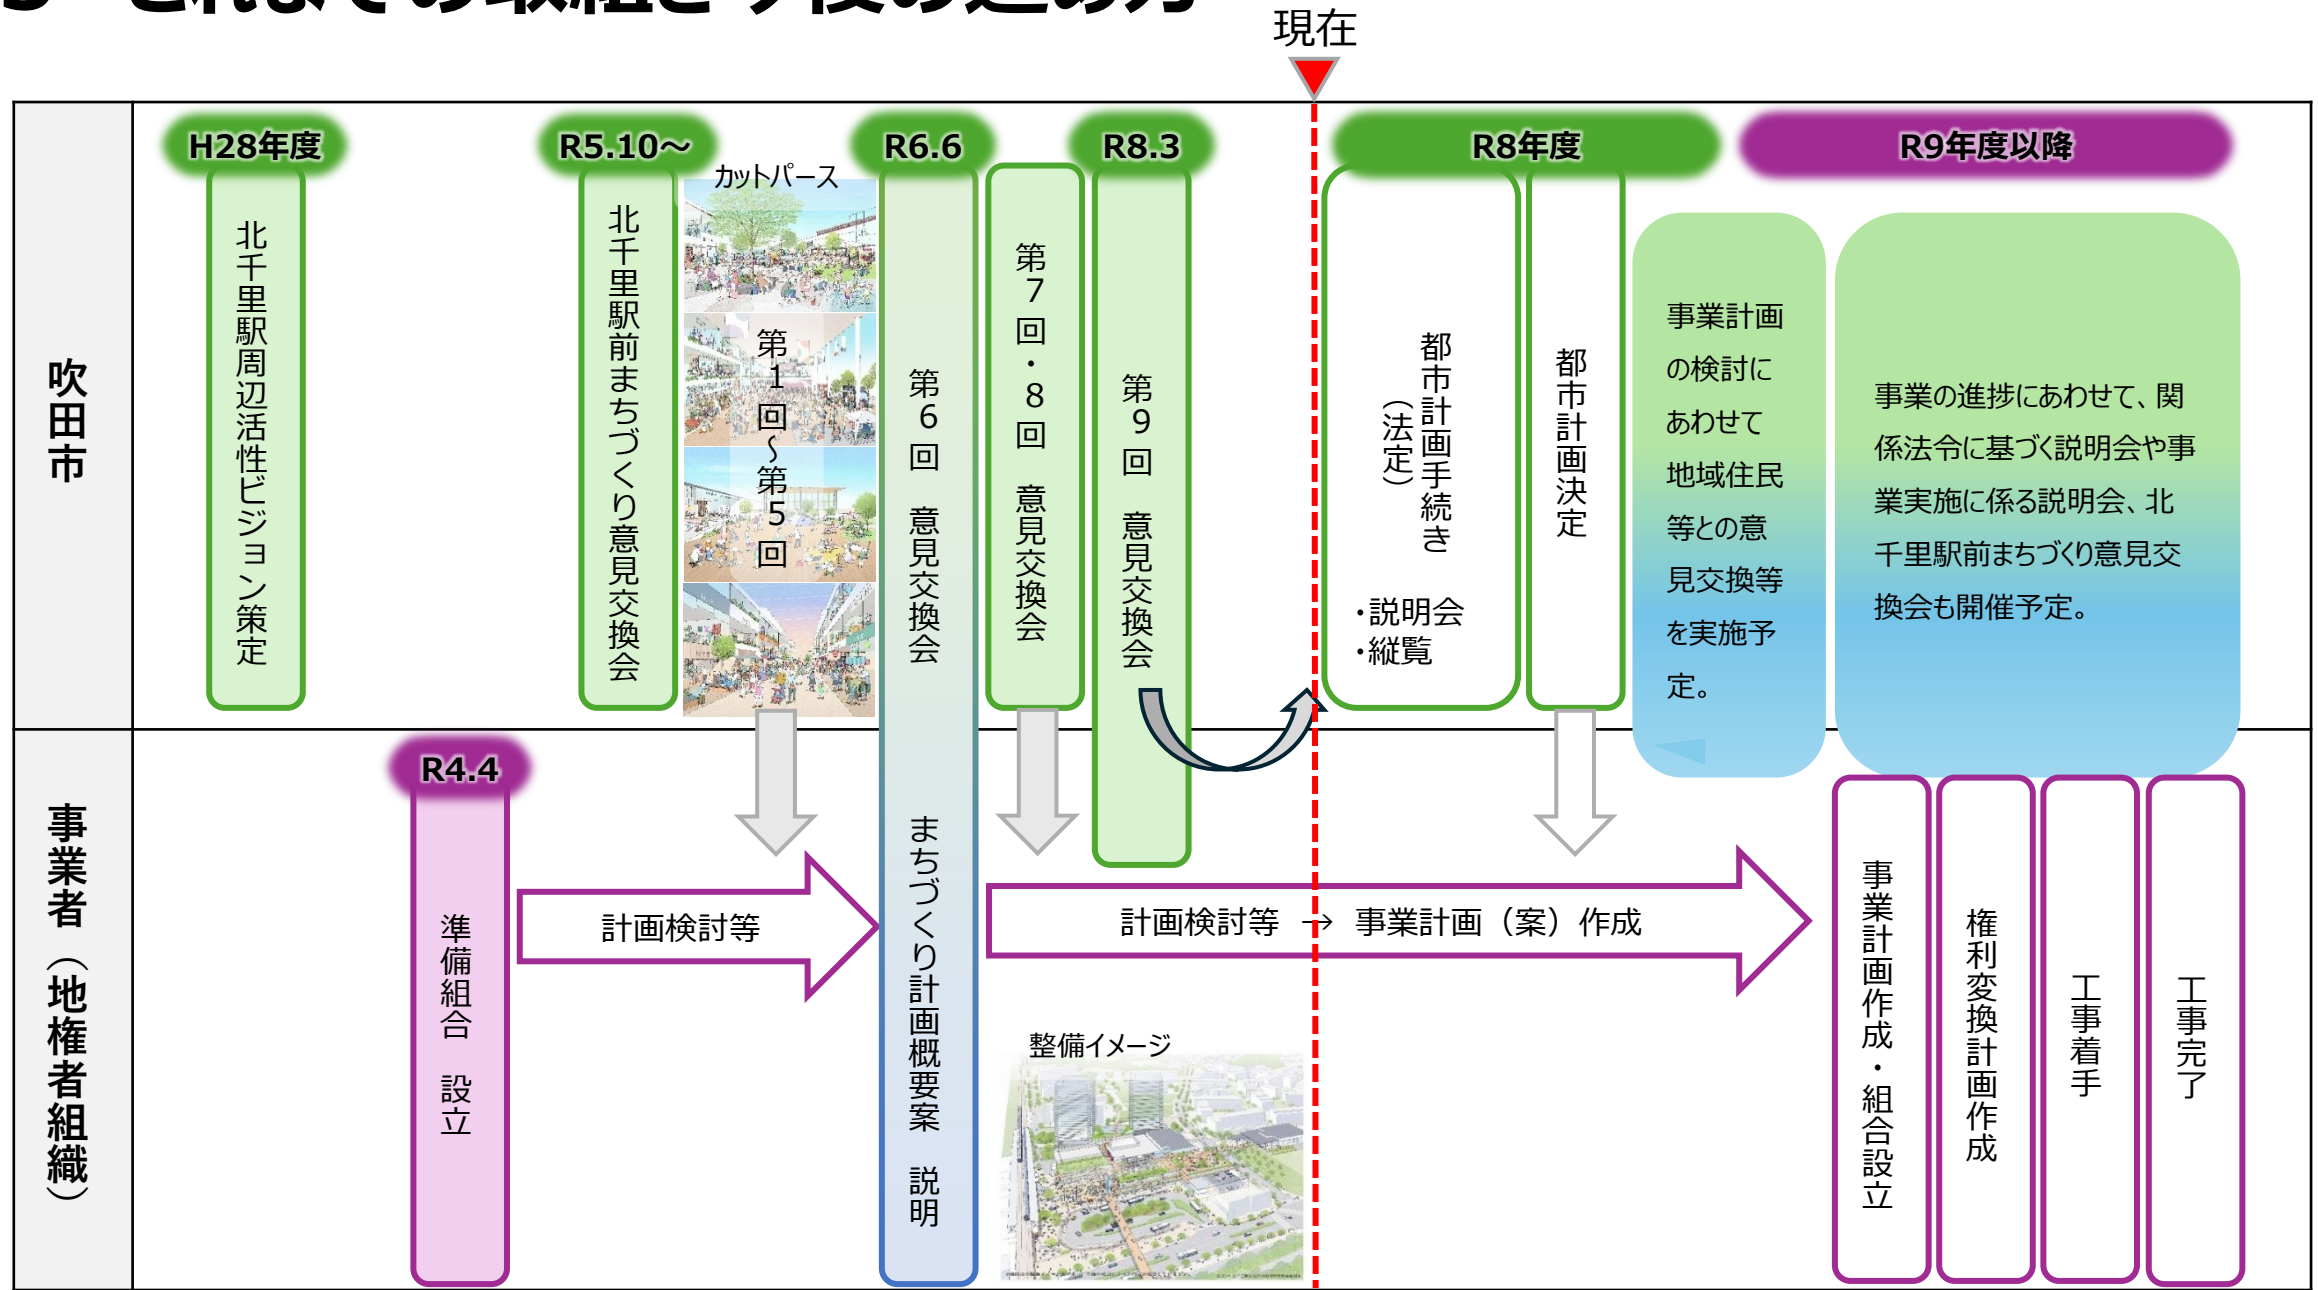 これまでの取組と今後の進め方
現在
吹田市
H28年度
北千里駅周辺活性ビジョン策定
R5.10～
北千里駅前まちづくり意見交換会
カットパース
第1回～第5回
R6.6
第6回　意見交換会
まちづくり計画概要案　説明
第7回・8回　意見交換会
R8.3
第9回　意見交換会
R8年度
都市計画手続き
（法定）
・説明会
・縦覧
都市計画決定
事業計画
の検討に
あわせて
地域住民
等との意
見交換等
を実施予
定。
R9年度以降
事業の進捗にあわせて、関
係法令に基づく説明会や事
業実施に係る説明会、北
千里駅前まちづくり意見交
換会も開催予定。
事業者（地権者組織）
R4.4
準備組合　設立
計画検討等
計画検討等　→　事業計画（案）作成
整備イメージ
事業計画作成・組合設立
権利変換計画作成
工事着手
工事完了